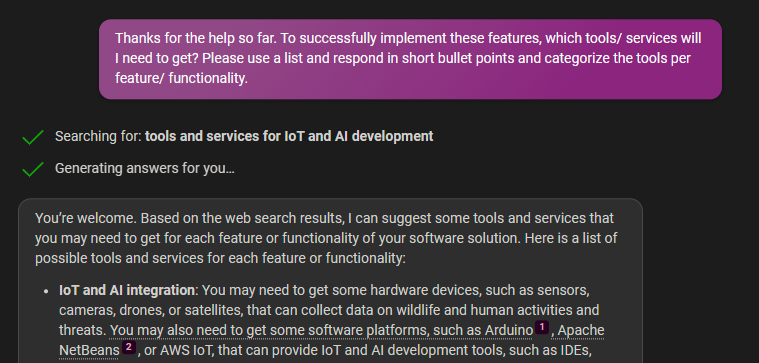 Thanks for the help so far. To successfully implement these features, which tools/ services will
I need to get? Please use a list and respond in short bullet points and categorize the tools per
feature/ functionality.
Searching for: tools and services for IoT and AI development
Generating answers for you...
You're welcome. Based on the web search results, I can suggest some tools and services that
you may need to get for each feature or functionality of your software solution. Here is a list of
possible tools and services for each feature or functionality:
• IoT and AI integration: You may need to get some hardware devices, such as sensors,
cameras, drones, or satellites, that can collect data on wildlife and human activities and
threats. You may also need to get some software platforms, such as Arduino 1 , Apache
NetBeans 2 , or AWS IoT, that can provide IoT and AI development tools, such as IDEs,